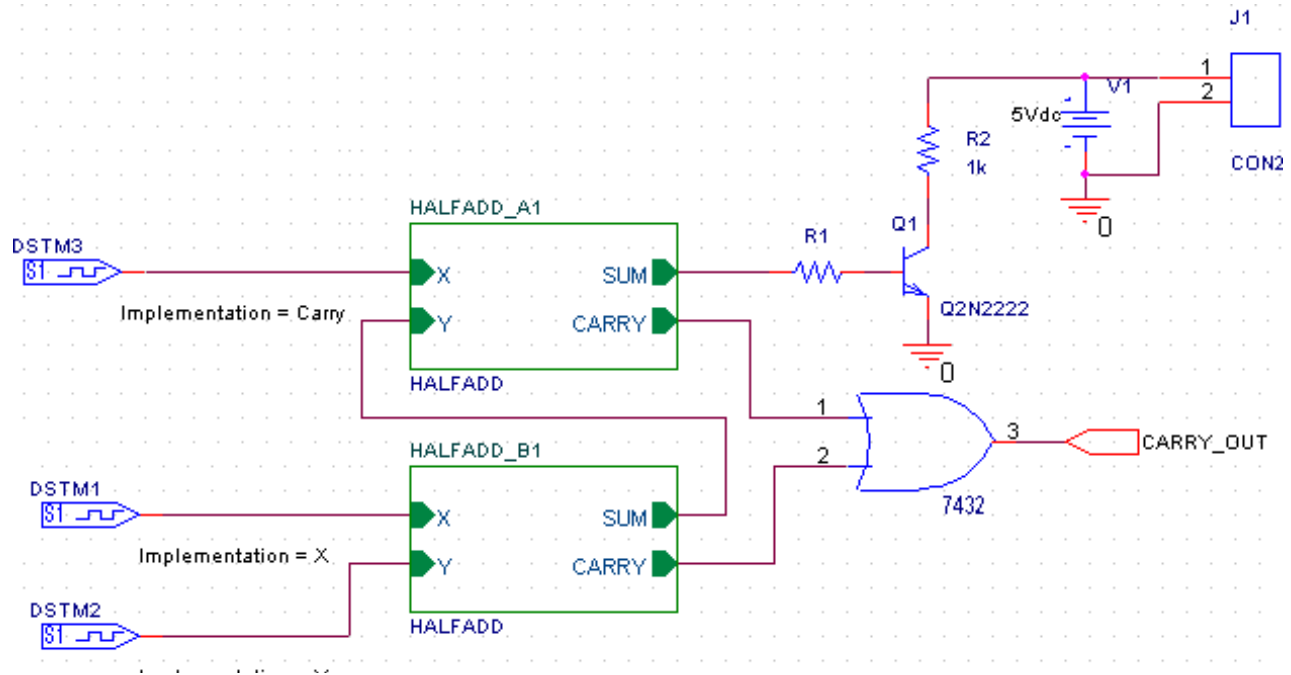 J1
1
V1
2
5Vdc
R2
1k
CON2
0
HALFADD_A1
Q1
R1
DSTM3
S1
X
SUM
Implementation = Carry
Y
CARRY
Q2N2222
0
HALFADD
1
3
CARRY_OUT
2
7432
HALFADD_B1
DSTM1
S1
X
SUM
Implementation = X
Y
CARRY
DSTM2
S1
HALFADD